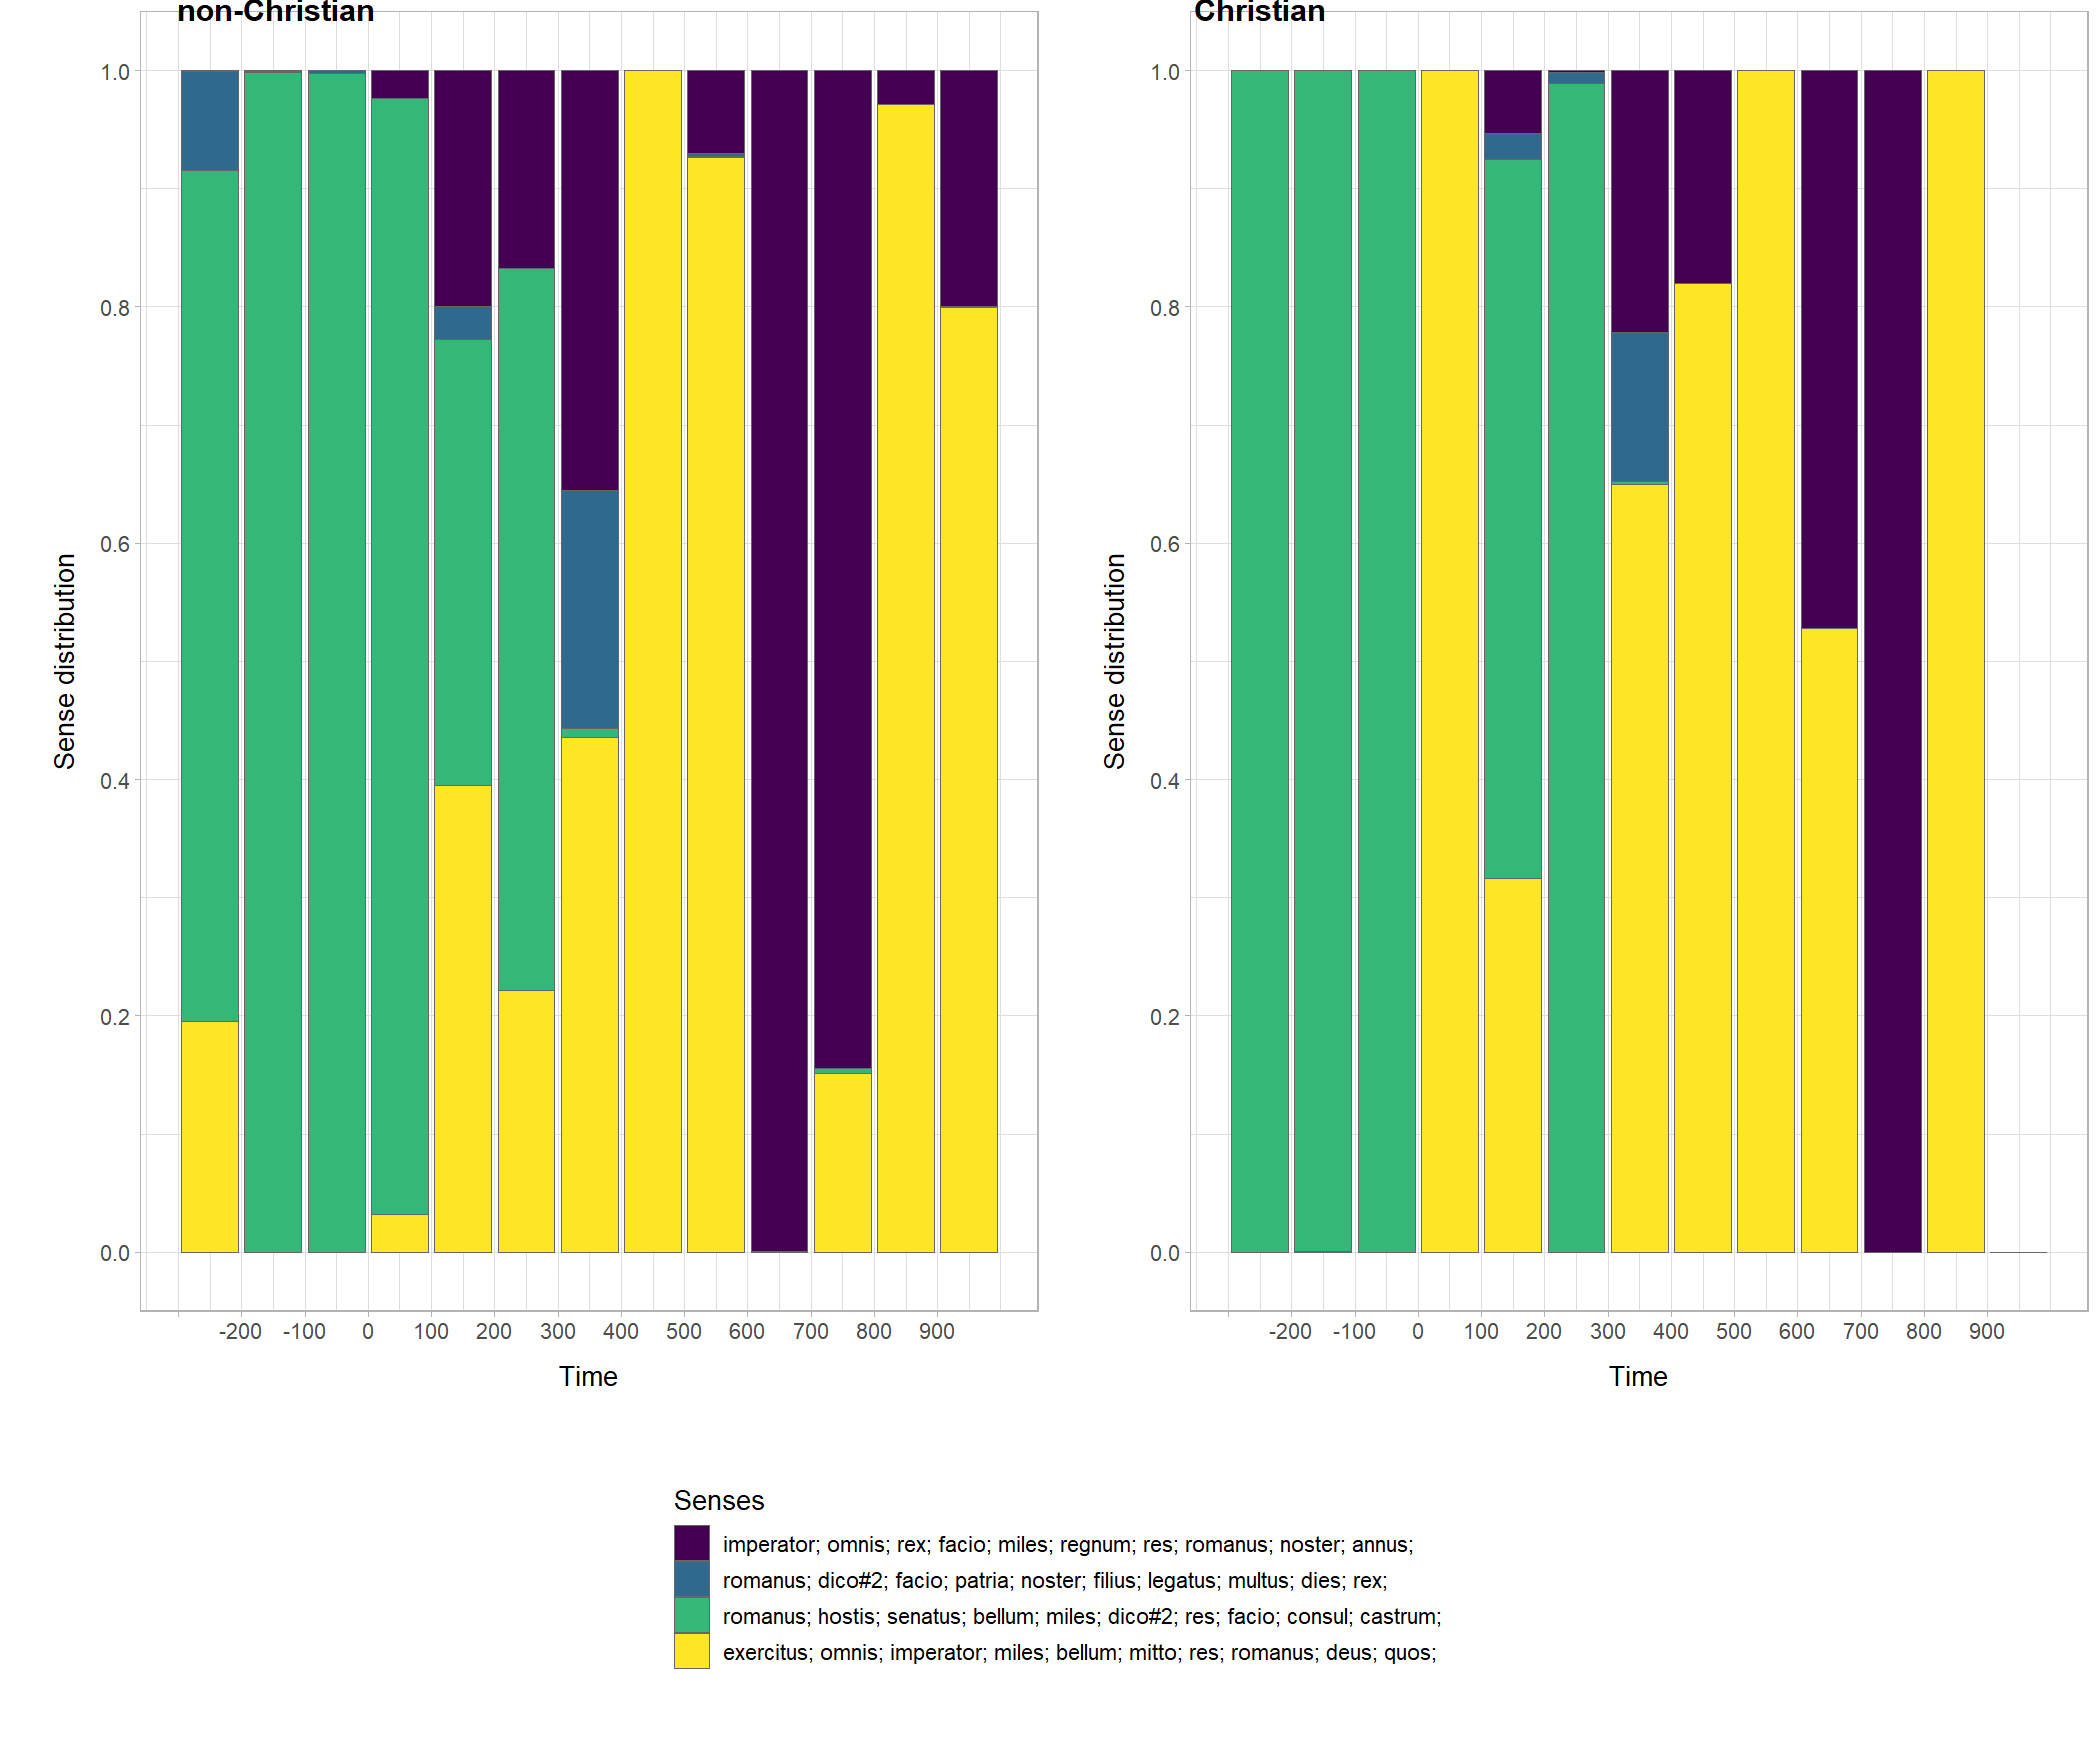 non-Christian
Christian
1.0
0.8
0.6
0.4
0.2
0.0
Sense distribution
-200 -100 0 100 200 300 400 500 600 700 800 900
Time
1.0
0.8
0.6
0.4
0.2
0.0
Sense distribution
-200 -100 0 100 200 300 400 500 600 700 800 900
Time
Senses
imperator; omnis; rex; facio; miles; regnum; res; romanus; noster; annus;
romanus; dico#2; facio; patria; noster; filius; legatus; multus; dies; rex;
romanus; hostis; senatus; bellum; miles; dico#2; res; facio; consul; castrum;
exercitus; omnis; imperator; miles; bellum; mitto; res; romanus; deus; quos;